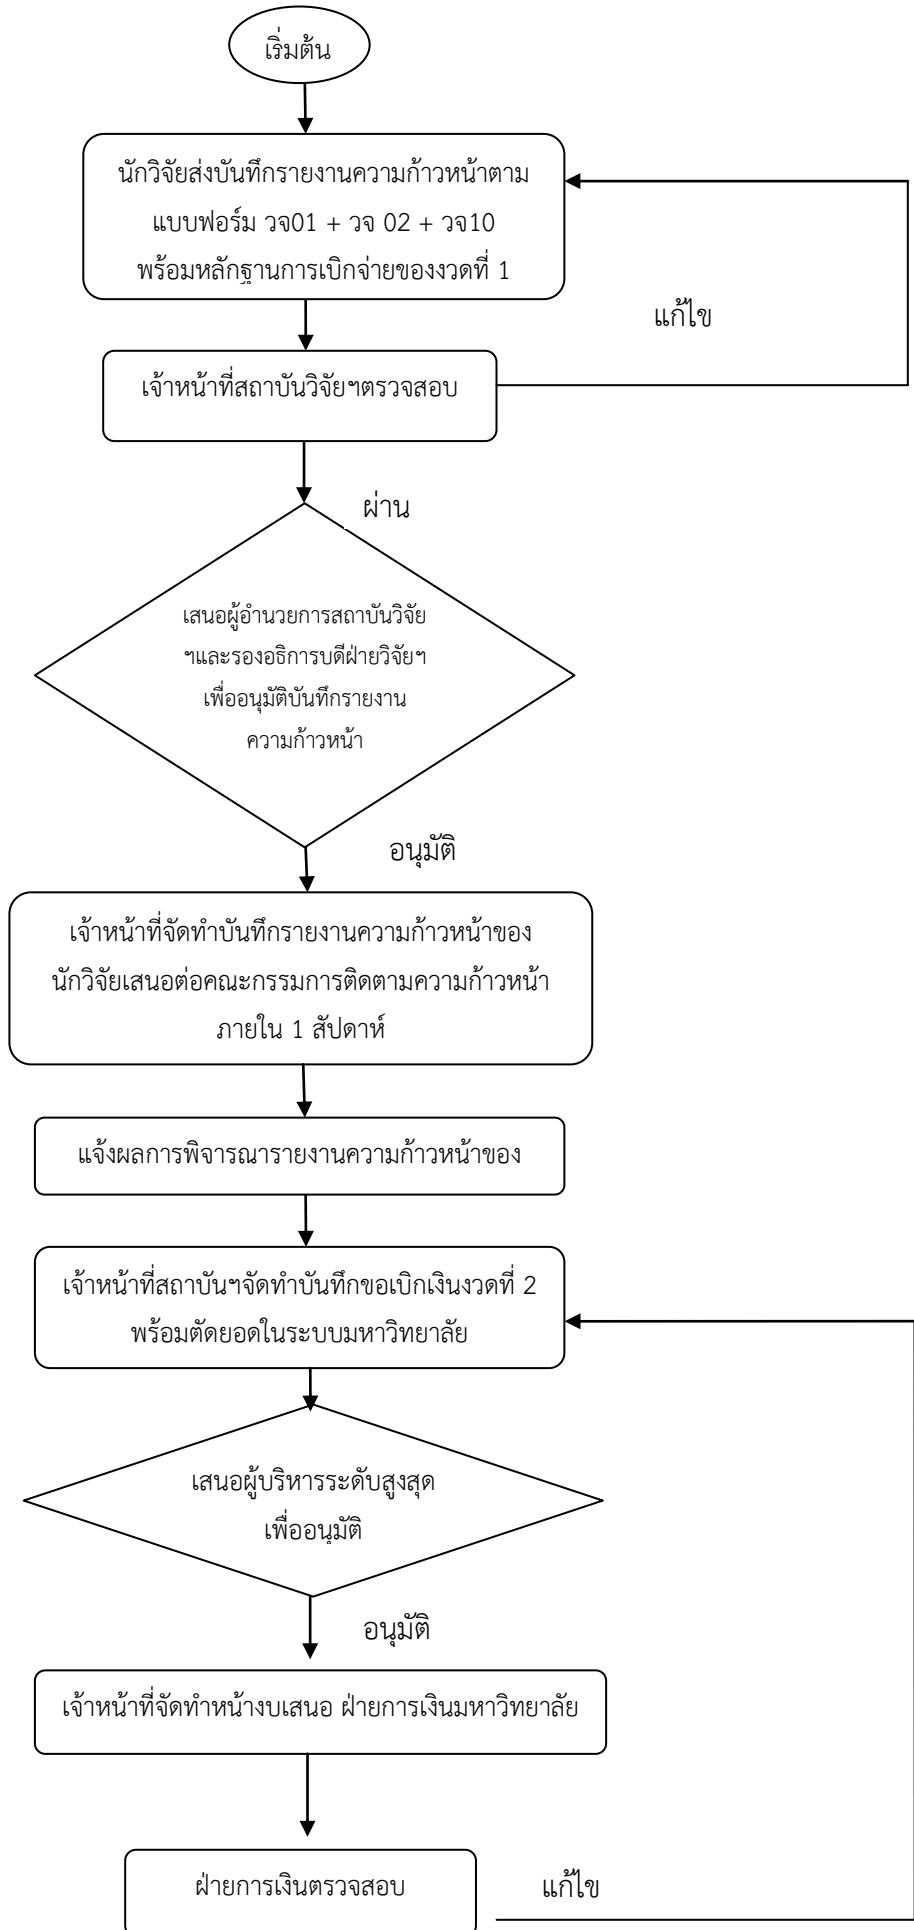 เริ่มต้น
นักวิจัยส่งบันทึกรายงานความก้าวหน้าตาม
แบบฟอร์ม วจ01 + วจ 02 + วจ10
พร้อมหลักฐานการเบิกจ่ายของงวดที่ 1
แก้ไข
เจ้าหน้าที่สถาบันวิจัยฯตรวจสอบ
ผ่าน
เสนอผู้อำนวยการสถาบันวิจัย
ฯและรองอธิการบดีฝ่ายวิจัยฯ
เพื่ออนุมัติบันทึกรายงาน
ความก้าวหน้า
อนุมัติ
เจ้าหน้าที่จัดทำบันทึกรายงานความก้าวหน้าของ
นักวิจัยเสนอต่อคณะกรรมการติดตามความก้าวหน้า
ภายใน 1 สัปดาห์
แจ้งผลการพิจารณารายงานความก้าวหน้าของ
เจ้าหน้าที่สถาบันฯจัดทำบันทึกขอเบิกเงินงวดที่ 2
พร้อมตัดยอดในระบบมหาวิทยาลัย
เสนอผู้บริหารระดับสูงสุด
เพื่ออนุมัติ
อนุมัติ
เจ้าหน้าที่จัดทำหน้างบเสนอ ฝ่ายการเงินมหาวิทยาลัย
ฝ่ายการเงินตรวจสอบ
แก้ไข